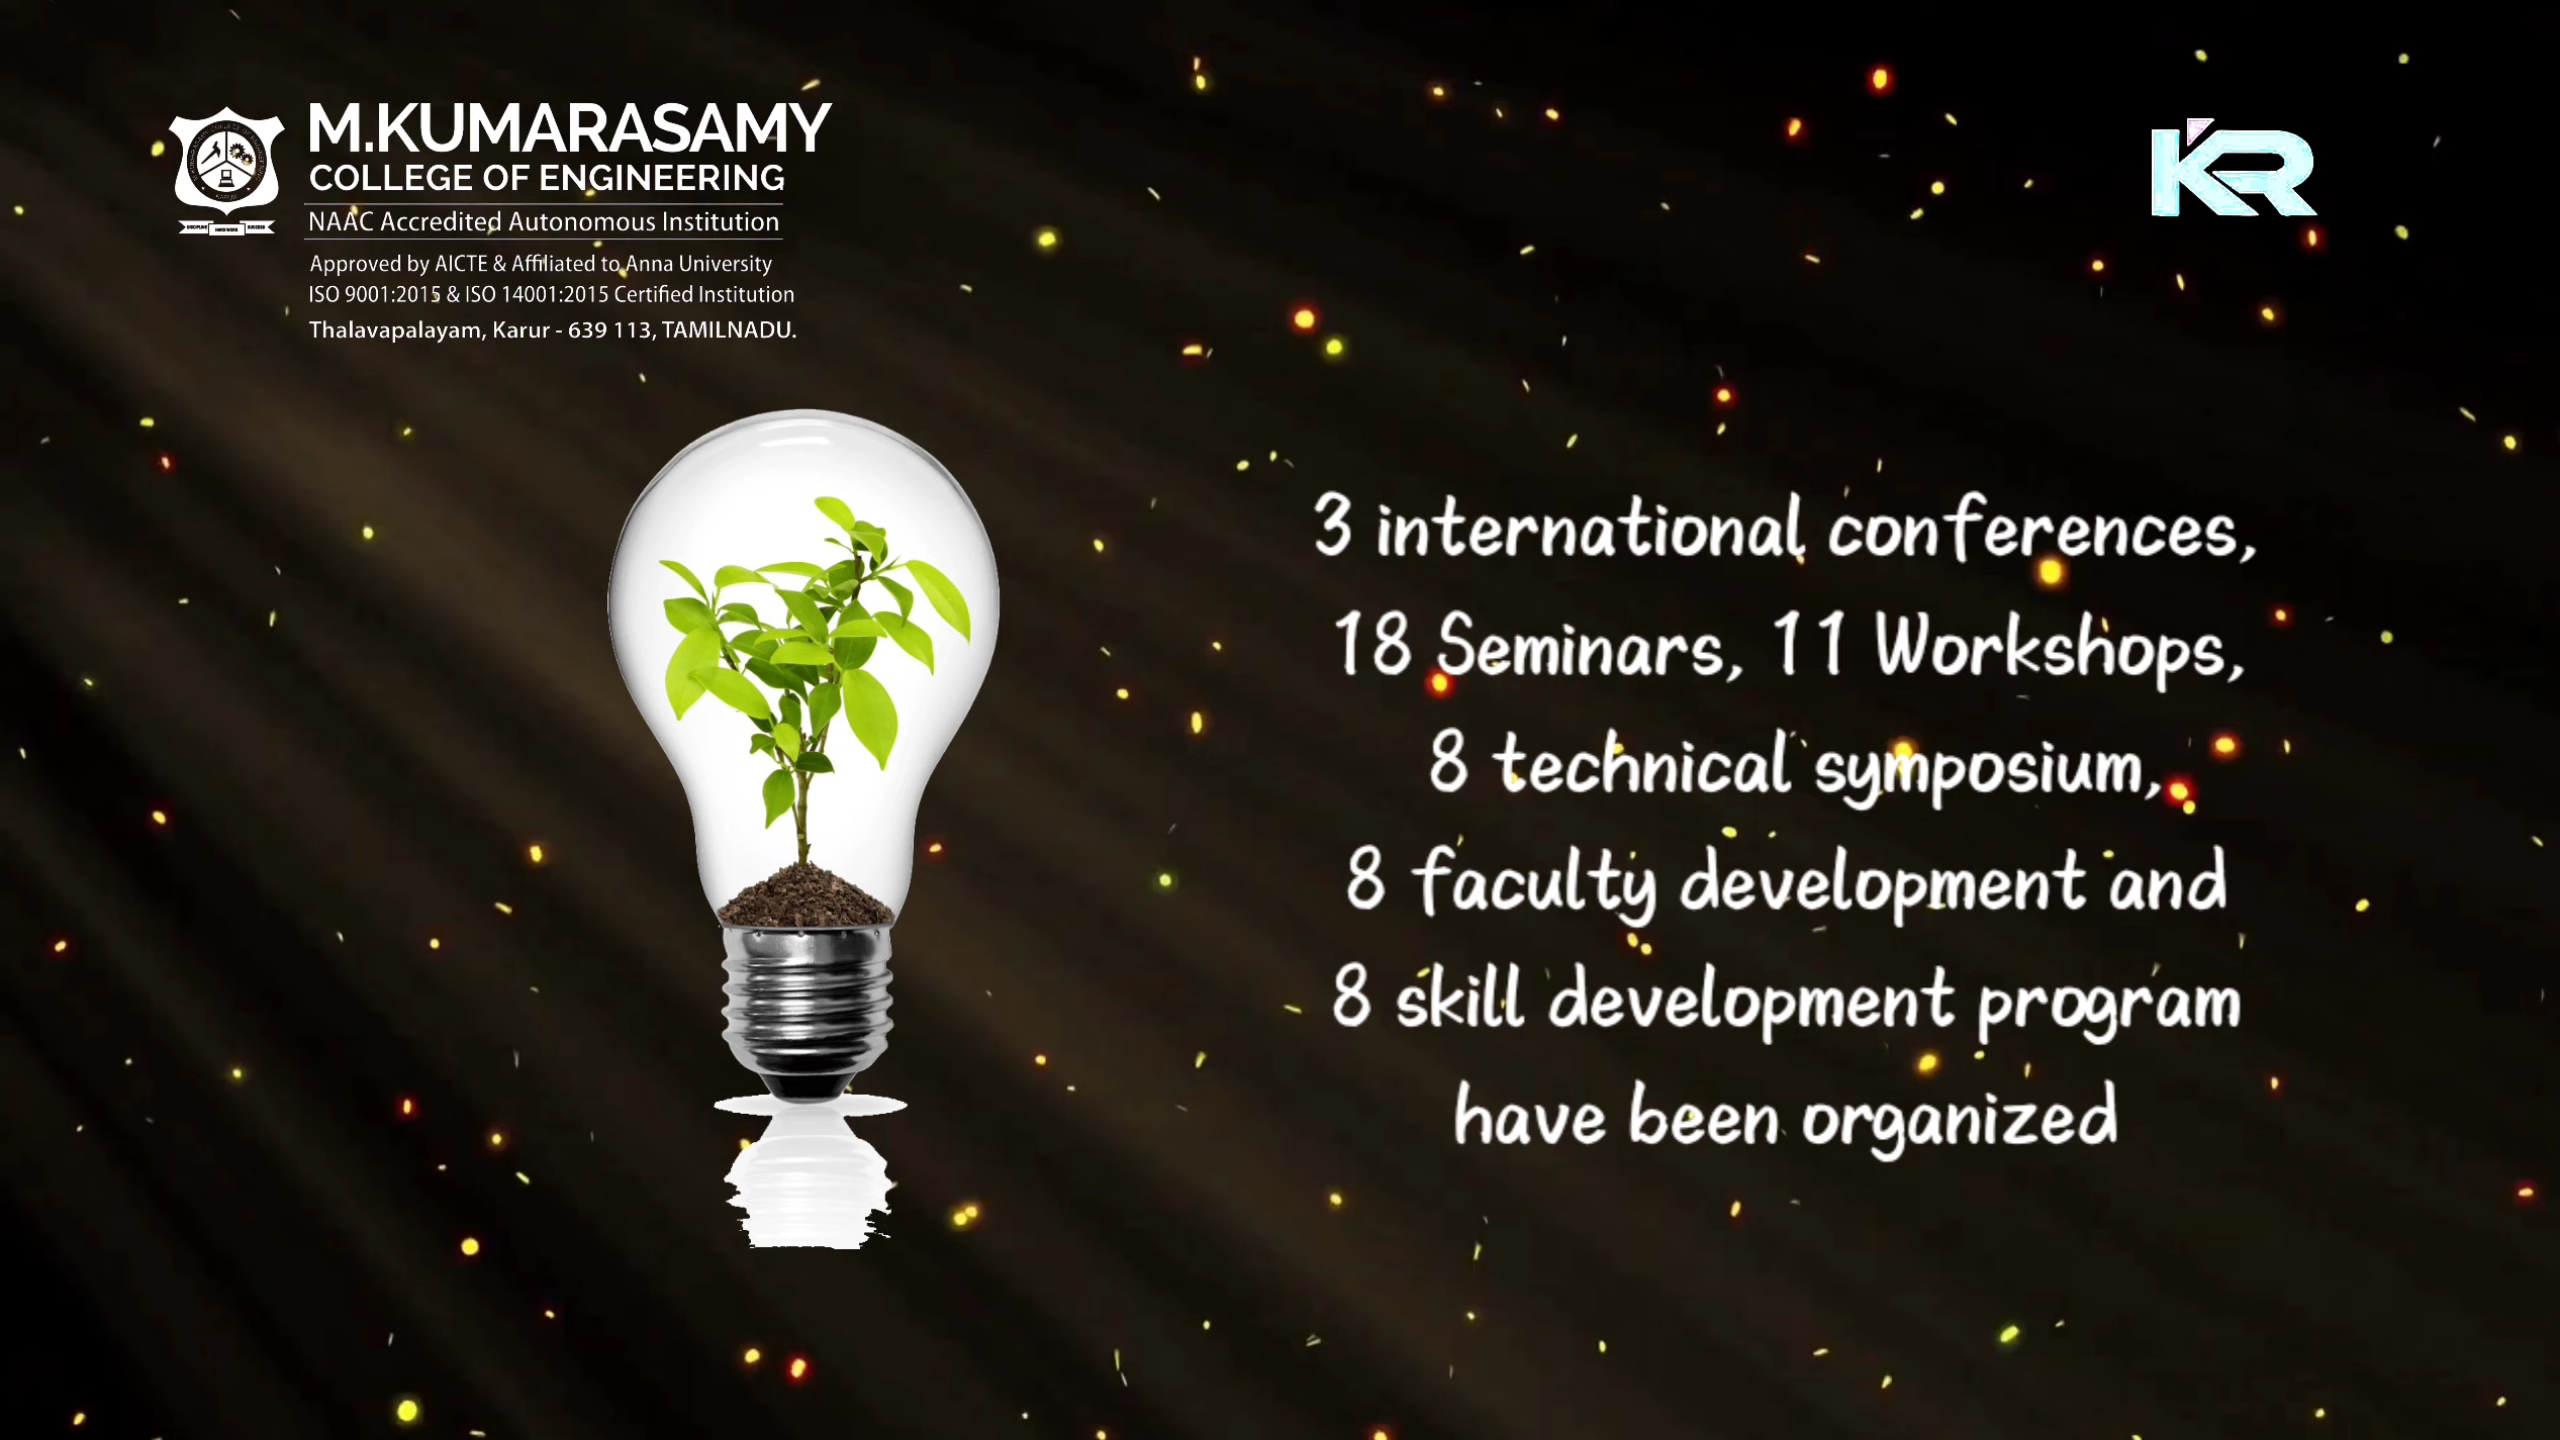 M.KUMARASAMY
COLLEGE OF ENGINEERING
NAAC Accredited Autonomous Institution
Approved by AICTE & Affiliated to Anna University
ISO 9001:2015 & ISO 14001:2015 Certified Institution
Thalavapalayam, Karur - 639 113, TAMILNADU.
KR
3 international conferences,
18 Seminars, 11 Workshops,
8 technical symposium,
8 faculty development and
8 skill development program
have been organized